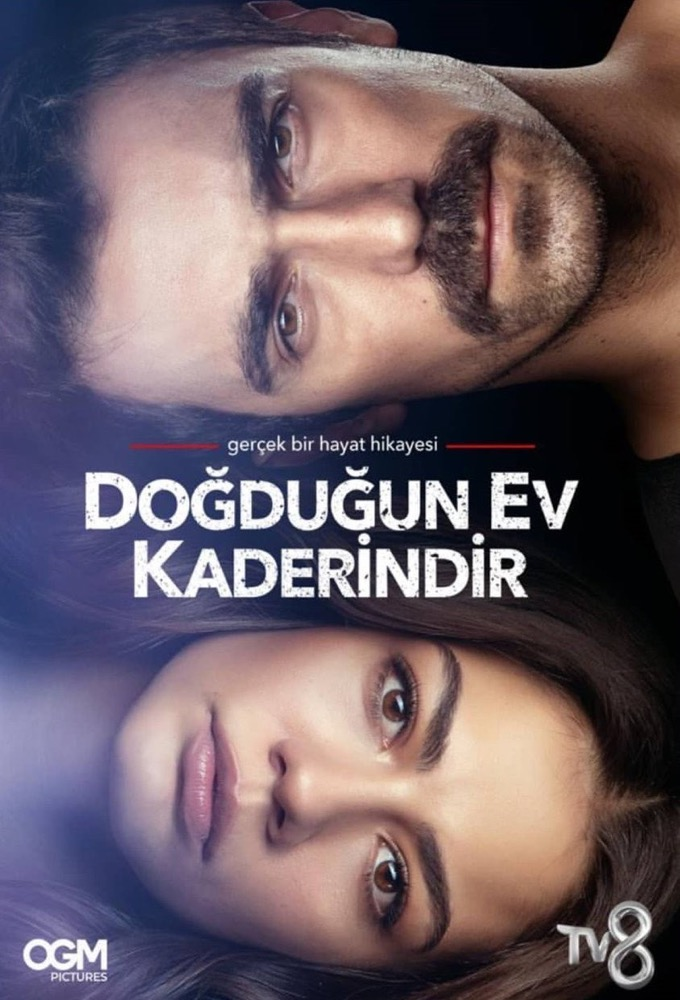 gerçek bir hayat hikayesi
DOĞDUĞUN EV
KADERİNDİR
OGM
PICTURES
TV8